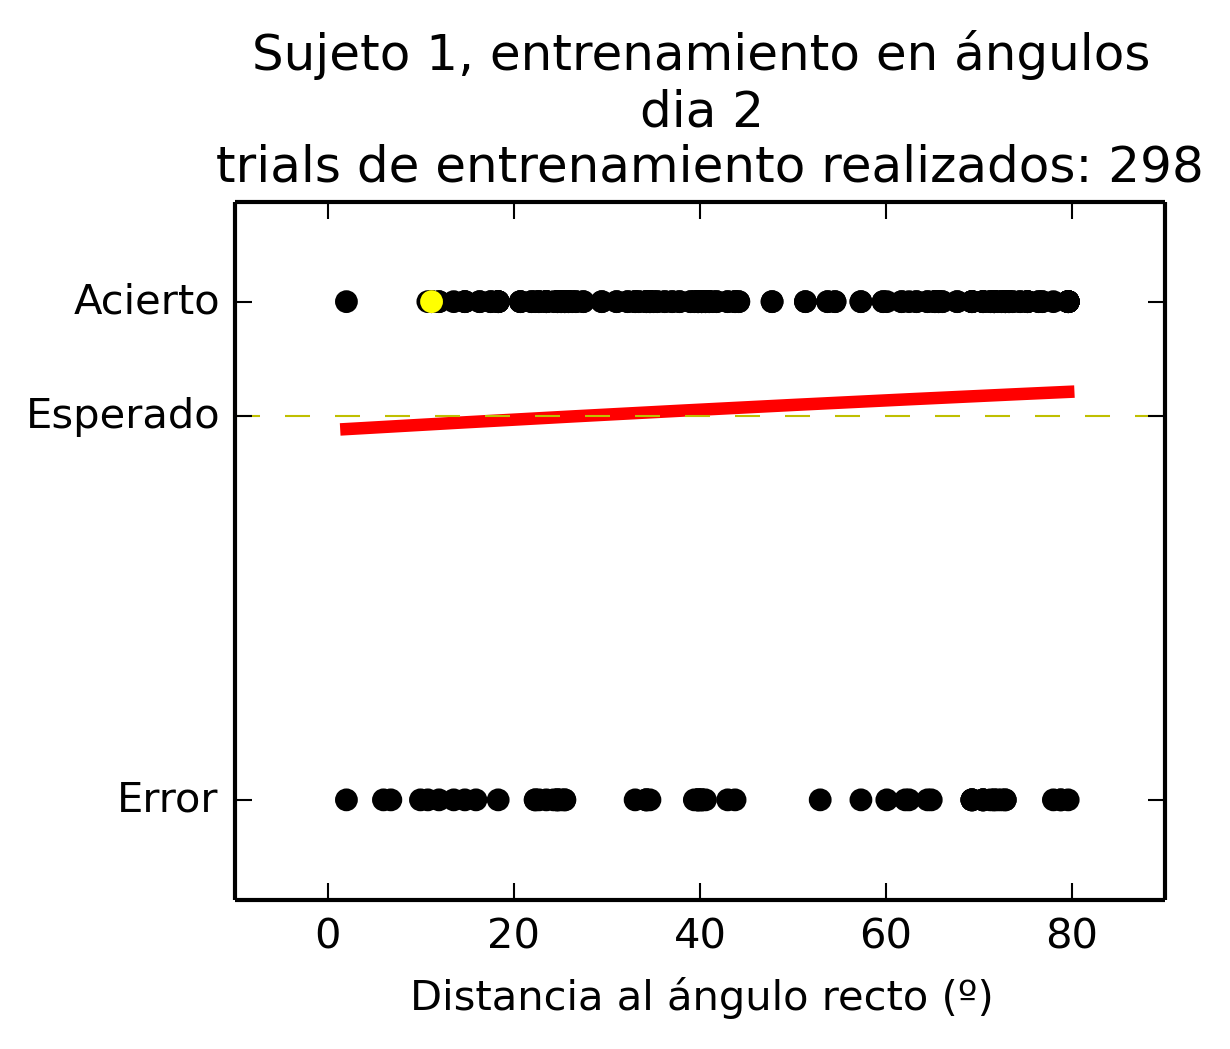 Sujeto 1, entrenamiento en ángulos
dia 2
trials de entrenamiento realizados: 298
Acierto
Esperado
Error
0 20 40 60 80
Distancia al ángulo recto (º)